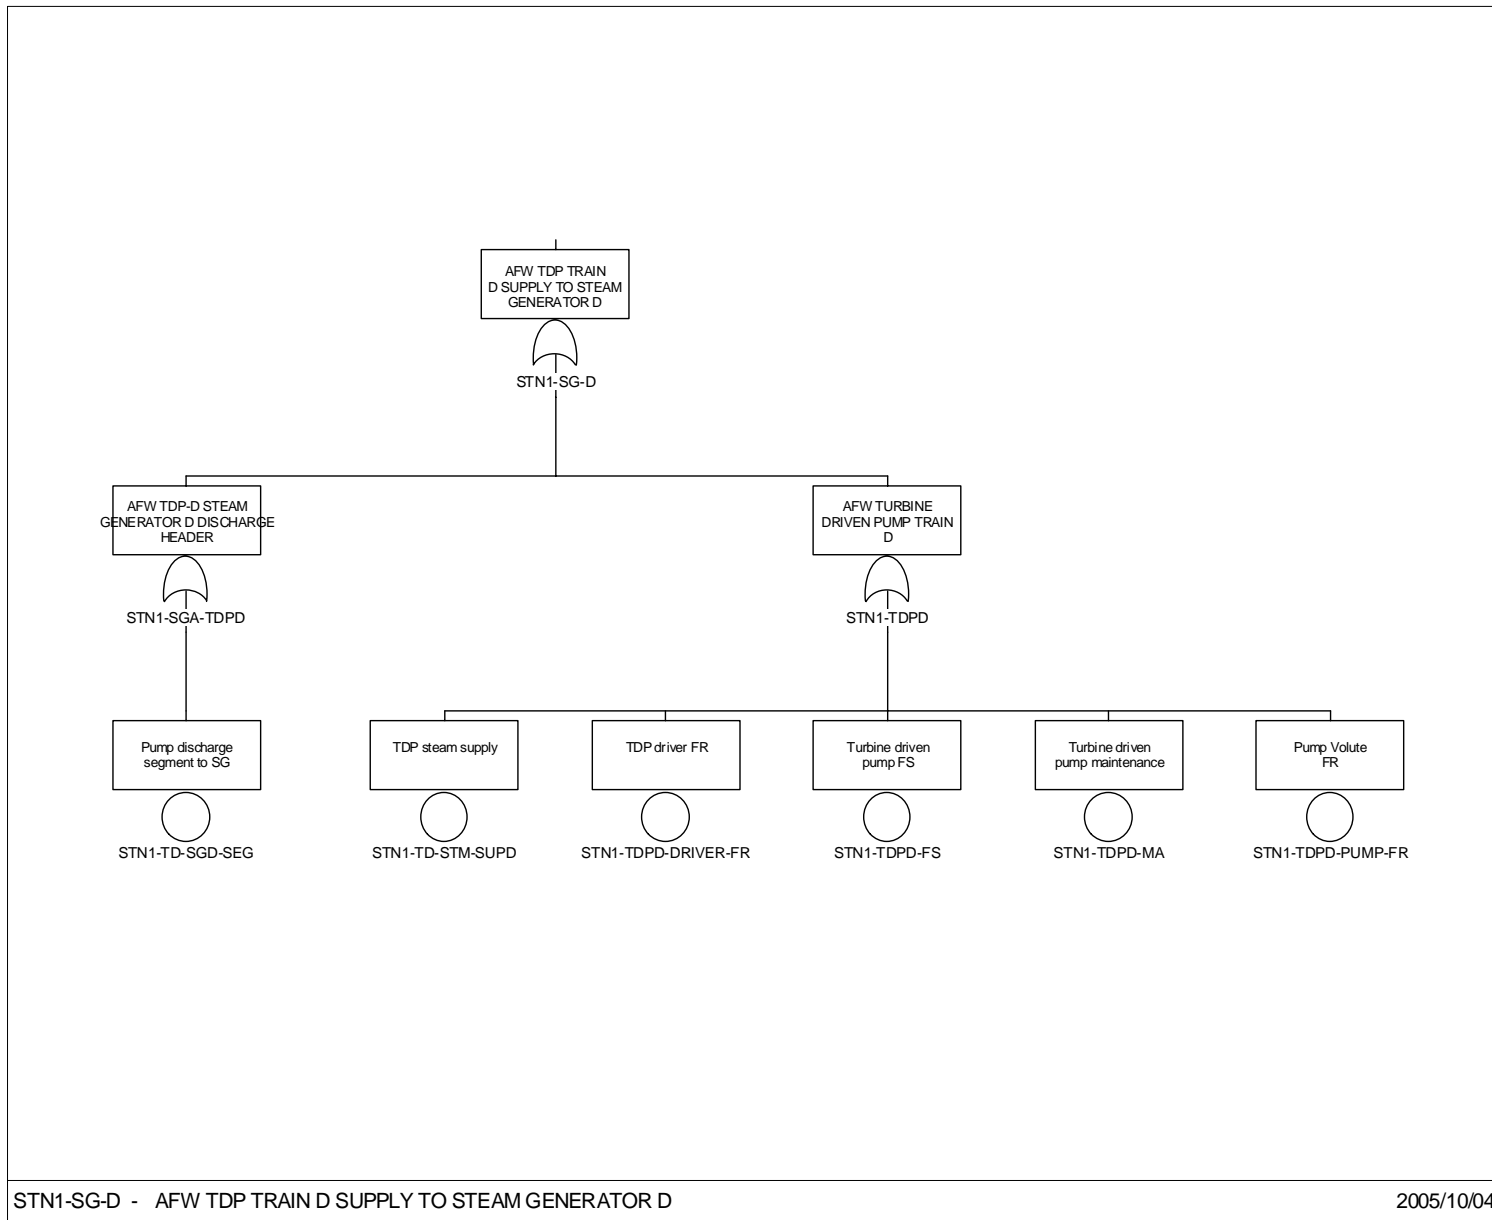 AFW TDP TRAIN
D SUPPLY TO STEAM
GENERATOR D
STN1-SG-D
AFW TDP-D STEAM
GENERATOR D DISCHARGE
HEADER
STN1-SGA-TDPD
AFW TURBINE
DRIVEN PUMP TRAIN
D
STN1-TDPD
Pump discharge
segment to SG
STN1-TD-SGD-SEG
TDP steam supply
STN1-TD-STM-SUPD
TDP driver FR
STN1-TDPD-DRIVER-FR
Turbine driven
pump FS
STN1-TDPD-FS
Turbine driven
pump maintenance
STN1-TDPD-MA
Pump Volute
FR
STN1-TDPD-PUMP-FR
STN1-SG-D - AFW TDP TRAIN D SUPPLY TO STEAM GENERATOR D
2005/10/04